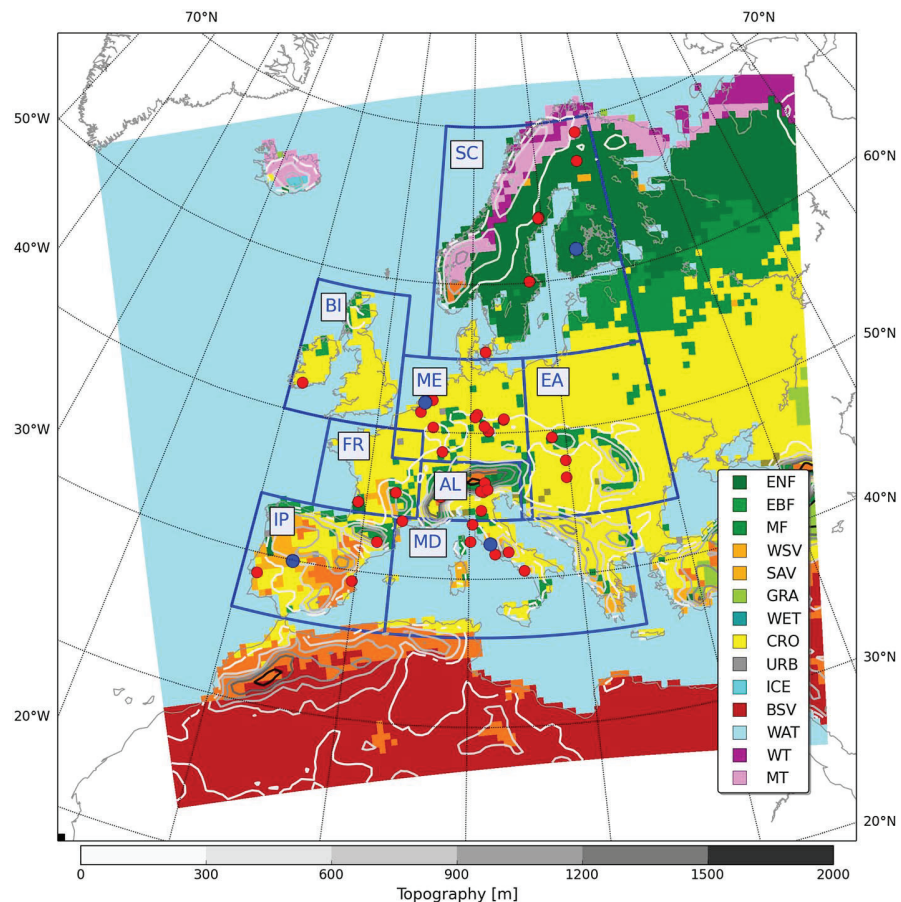 70°N 70°N
50°W
60°N
40°W
50°N
30°W
40°N
30°N
20°W
20°N
SC
BI
ME
EA
FR
AL
IP
MD
ENF
EBF
MF
WSV
SAV
GRA
WET
CRO
URB
ICE
BSV
WAT
WT
MT
0 300 600 900 1200 1500 2000
Topography [m]